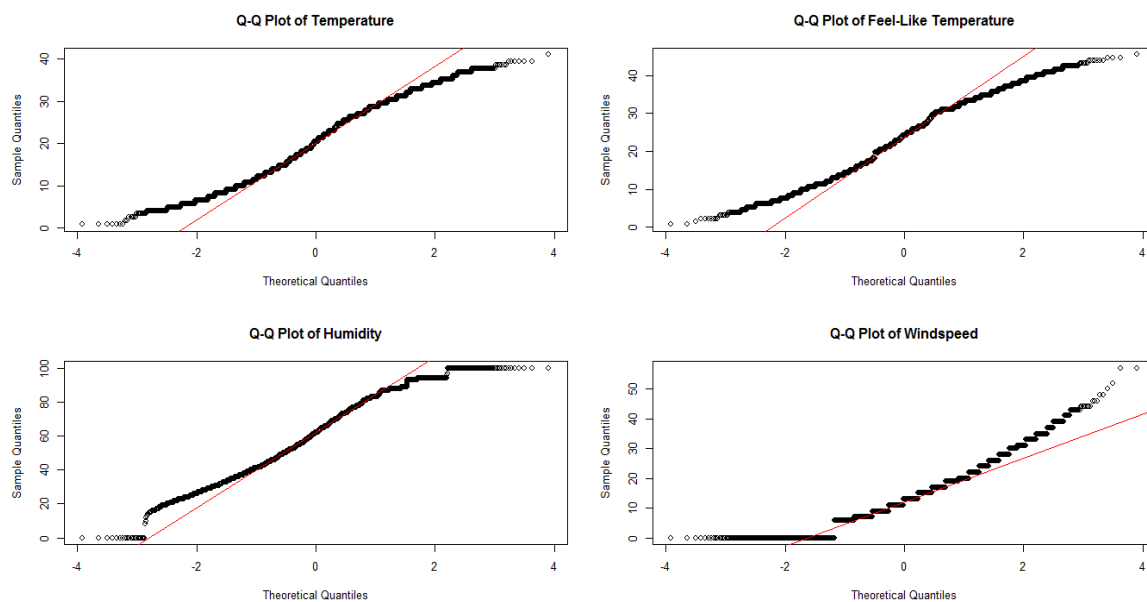 Q-Q Plot of Temperature
Sample Quantiles
40
30
20
10
0
-4 -2 0 2 4
Theoretical Quantiles
Q-Q Plot of Feel-Like Temperature
Sample Quantiles
40
30
20
10
0
-4 -2 0 2 4
Theoretical Quantiles
Q-Q Plot of Humidity
Sample Quantiles
100
80
60
40
20
0
-4 -2 0 2 4
Theoretical Quantiles
Q-Q Plot of Windspeed
Sample Quantiles
50
40
30
20
10
0
-4 -2 0 2 4
Theoretical Quantiles